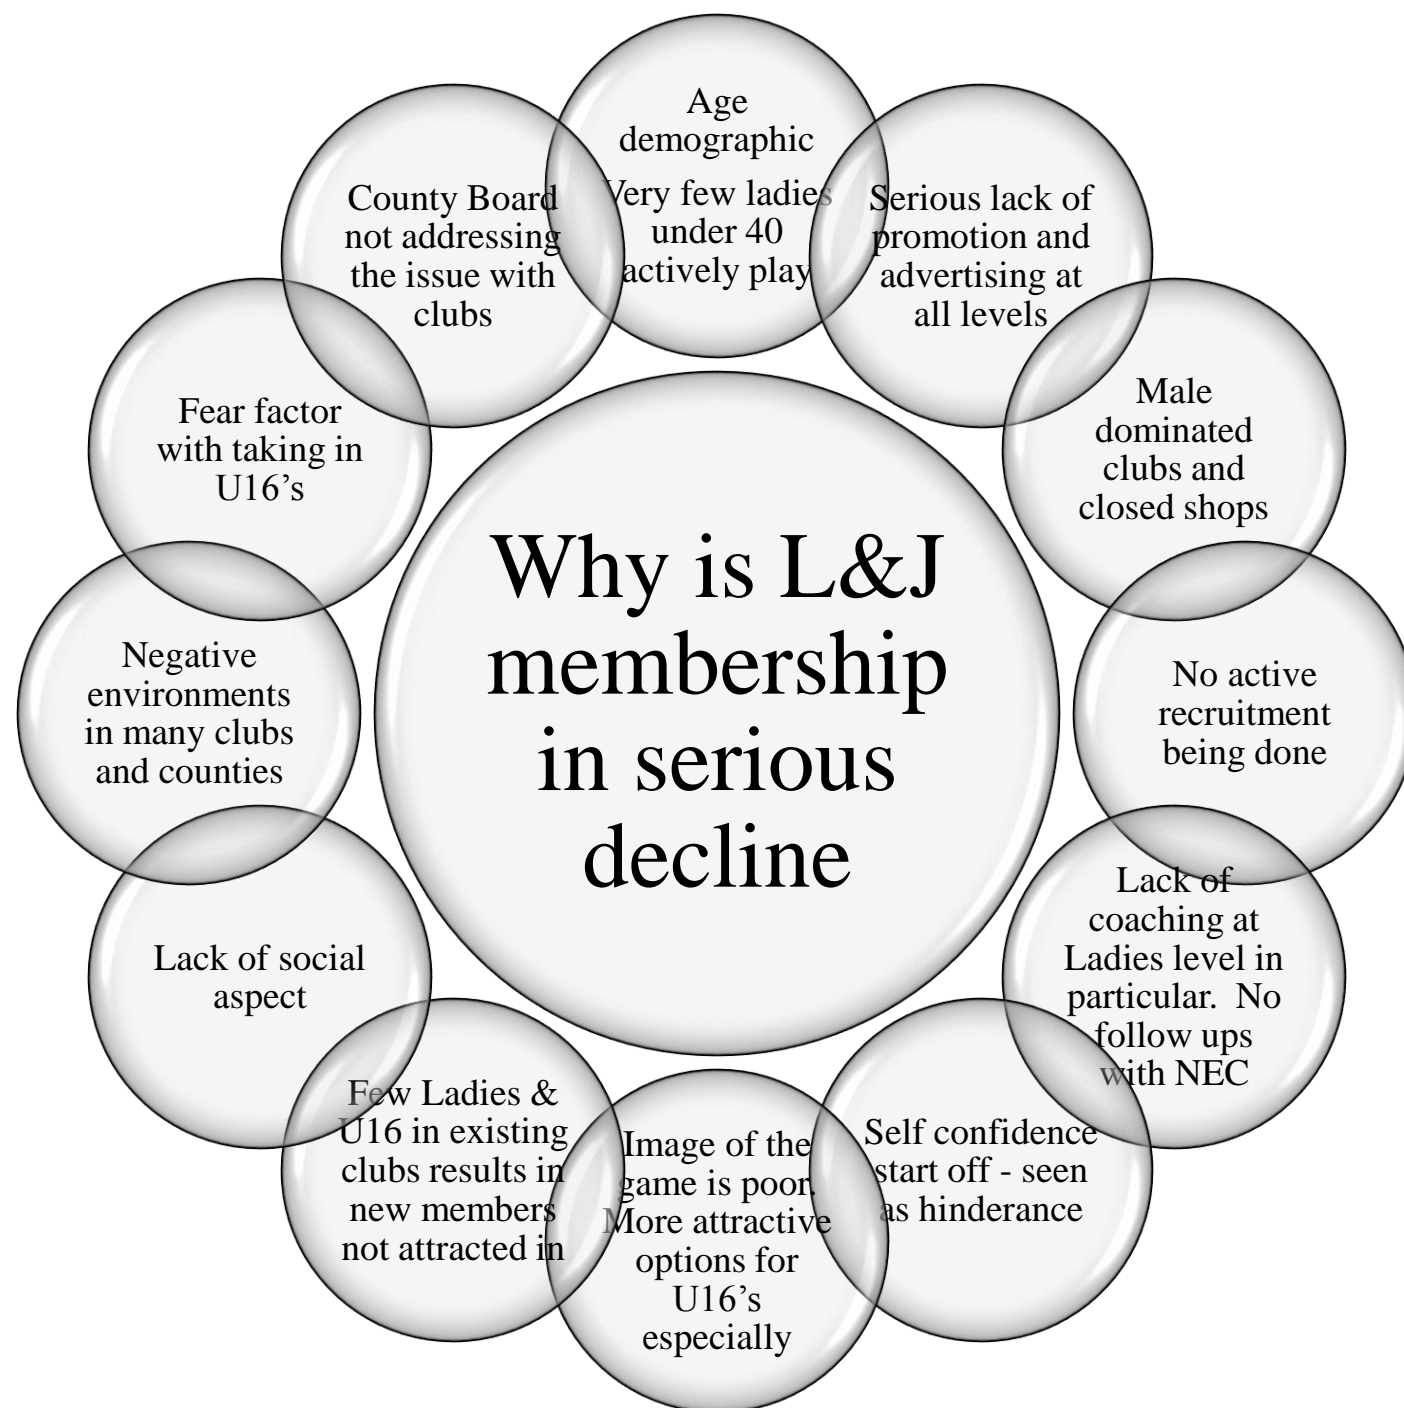 Age
demographic
Very few ladies
under 40
actively play
Serious lack of
promotion and
advertising at
all levels
Male
dominated
clubs and
closed shops
No active
recruitment
being done
Lack of
coaching at
Ladies level in
particular.  No
follow ups
with NEC
Self confidence
start off - seen
as hinderance
Image of the
game is poor.
More attractive
options for
U16’s
especially
Few Ladies &
U16 in existing
clubs results in
new members
not attracted in
Lack of social
aspect
Negative
environments
in many clubs
and counties
Fear factor
with taking in
U16’s
County Board
not addressing
the issue with
clubs
Why is L&J
membership
in serious
decline